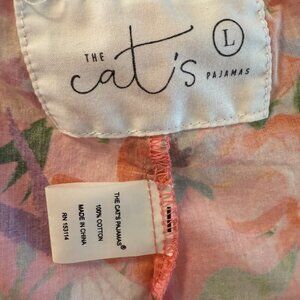 THE
cat's
PAJAMAS
L
THE CAT'S PAJAMAS®
100% COTTON
MADE IN CHINA
RN 153114